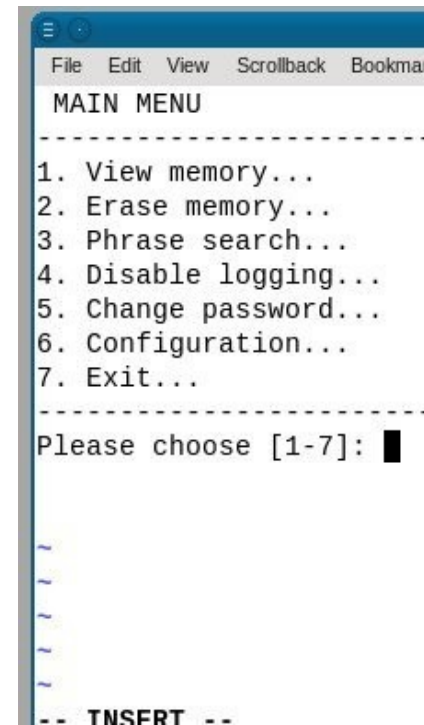 File Edit View Scrollback Bookmar
MAIN MENU
--------------------------
1. View memory...
2. Erase memory...
3. Phrase search...
4. Disable logging...
5. Change password...
6. Configuration...
7. Exit...
--------------------------
Please choose [1-7]:
~
~
~
~
~
-- INSERT --